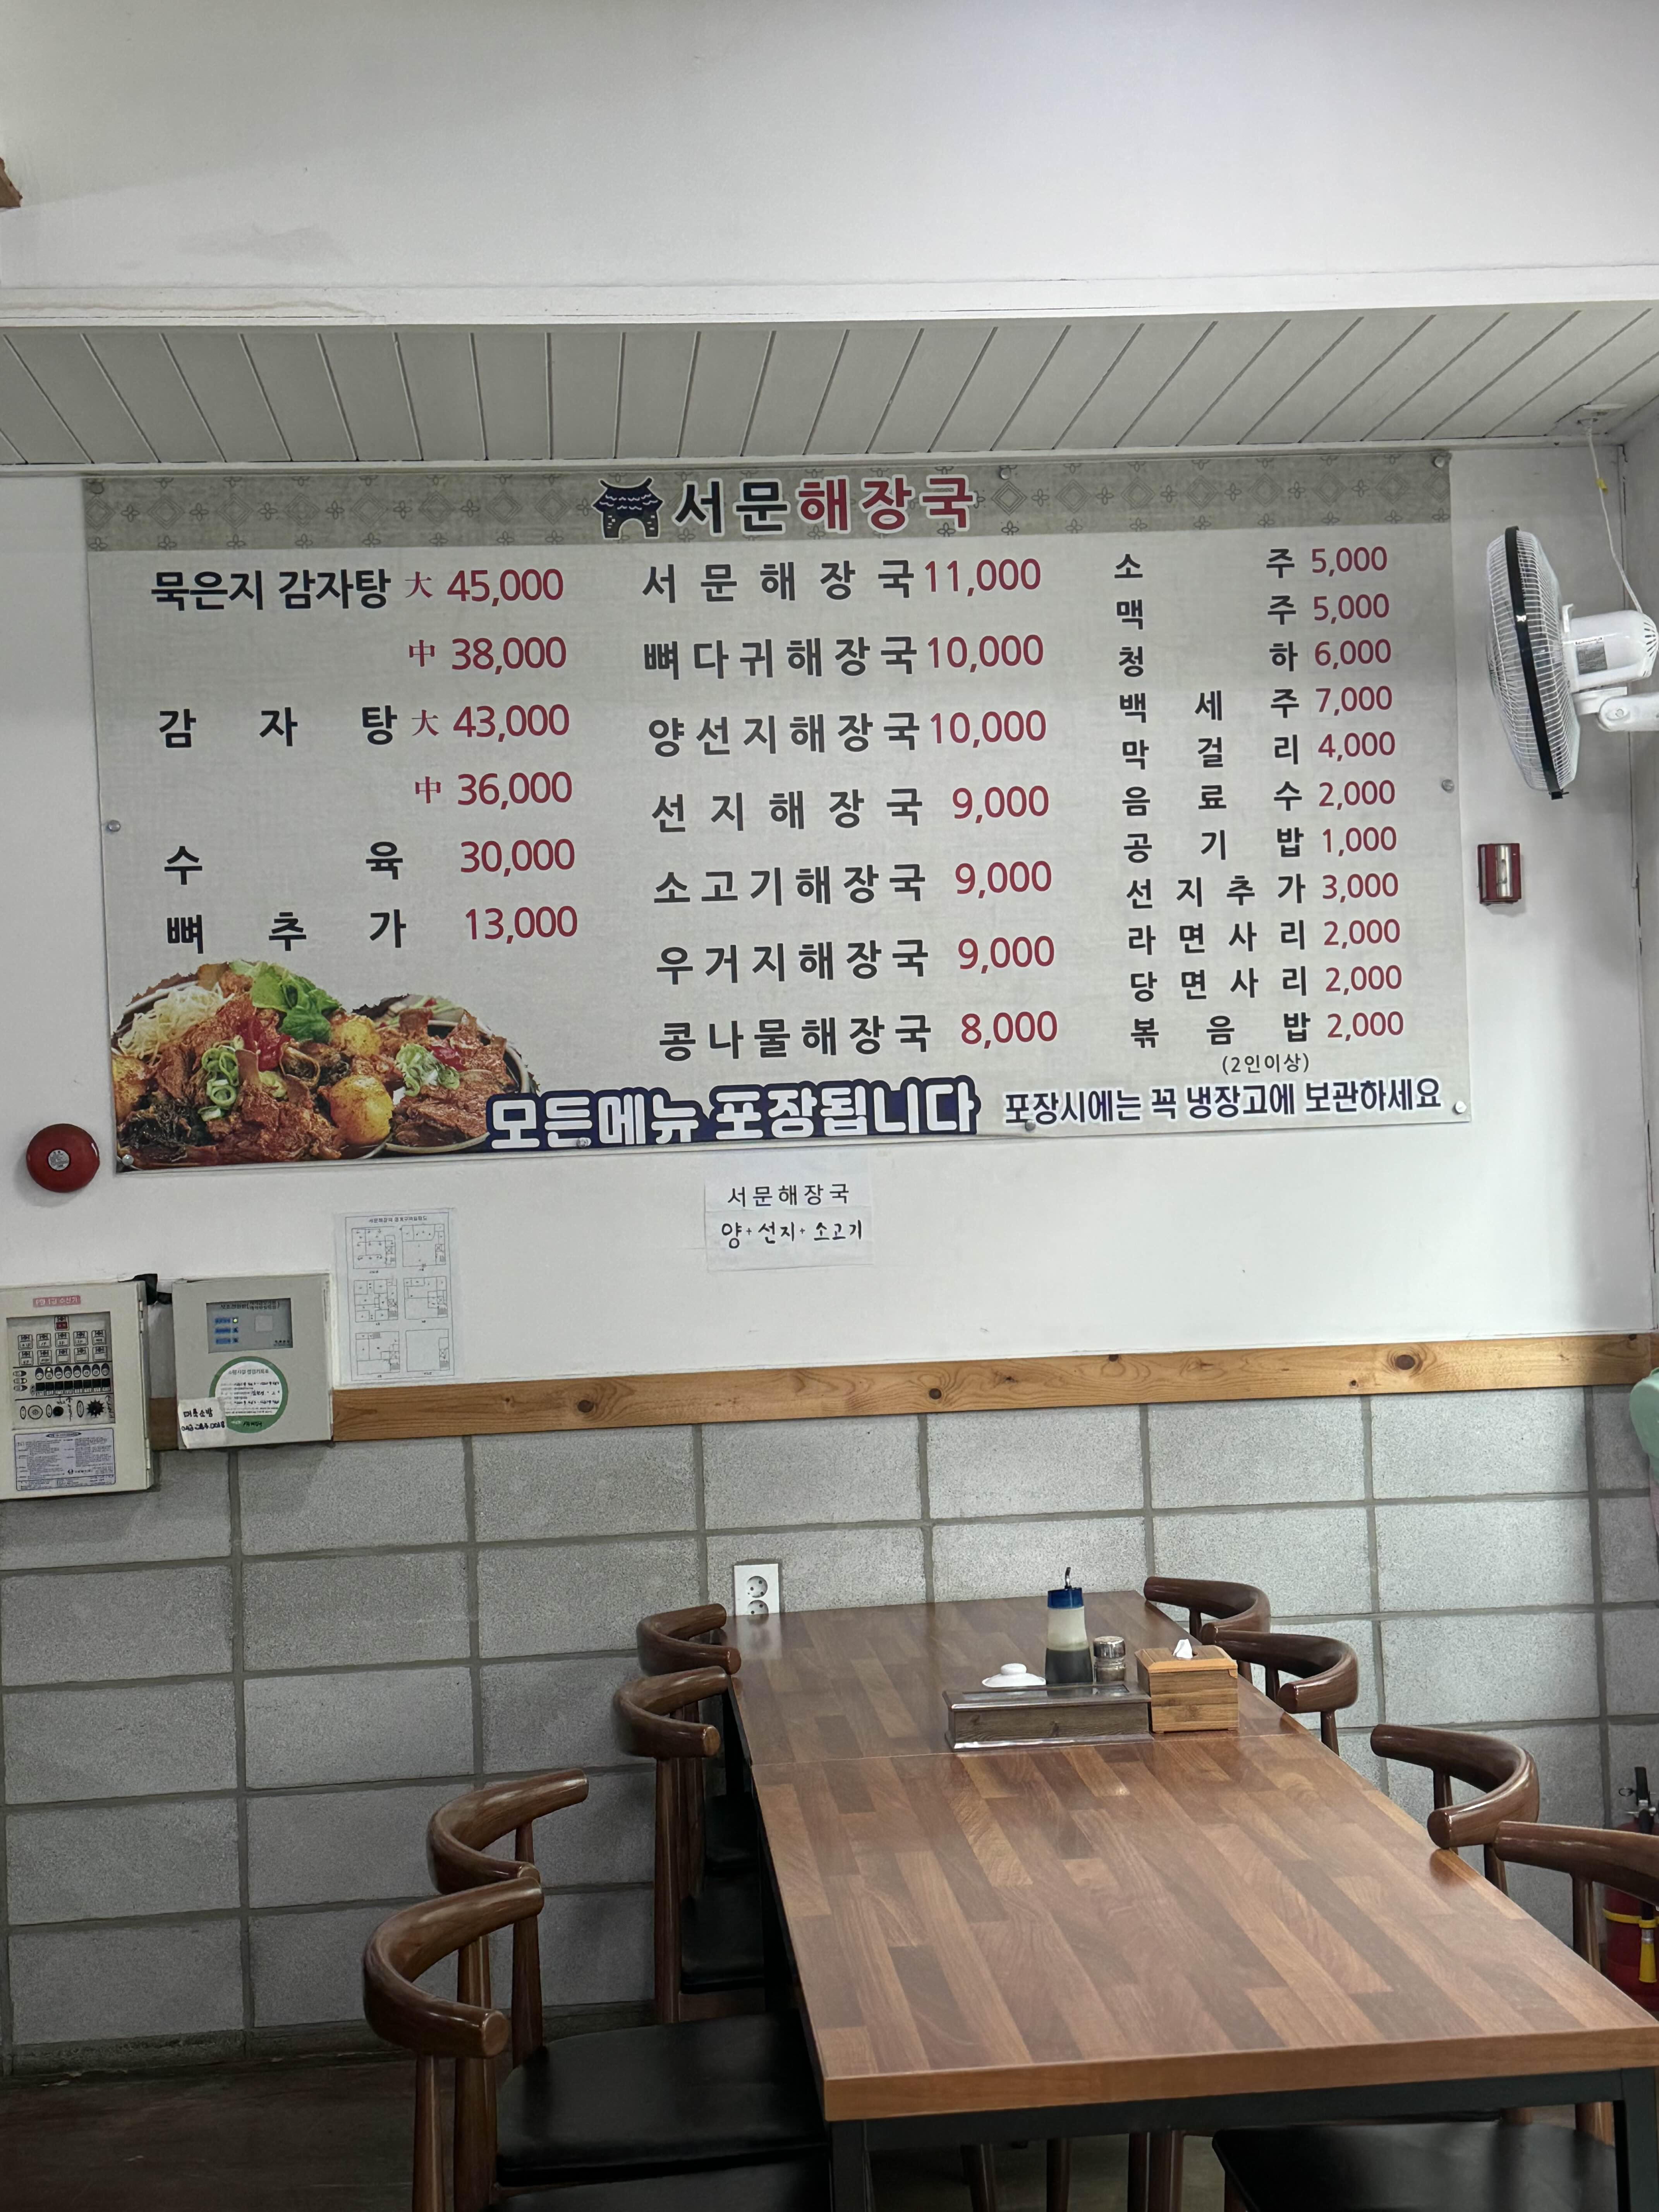 서문해장국
묵은지 감자탕 大 45,000
中 38,000
감자탕 大 43,000
中 36,000
수육 30,000
뼈추가 13,000
서문해장국 11,000
뼈다귀해장국 10,000
양선지해장국 10,000
선지해장국 9,000
소고기해장국 9,000
우거지해장국 9,000
콩나물해장국 8,000
소주 5,000
맥주 5,000
청하 6,000
백세주 7,000
막걸리 4,000
음료수 2,000
공기밥 1,000
선지추가 3,000
라면사리 2,000
당면사리 2,000
볶음밥 2,000
(2인이상)
모든메뉴 포장됩니다
포장시에는 꼭 냉장고에 보관하세요
서문해장국
양+선지+소고기